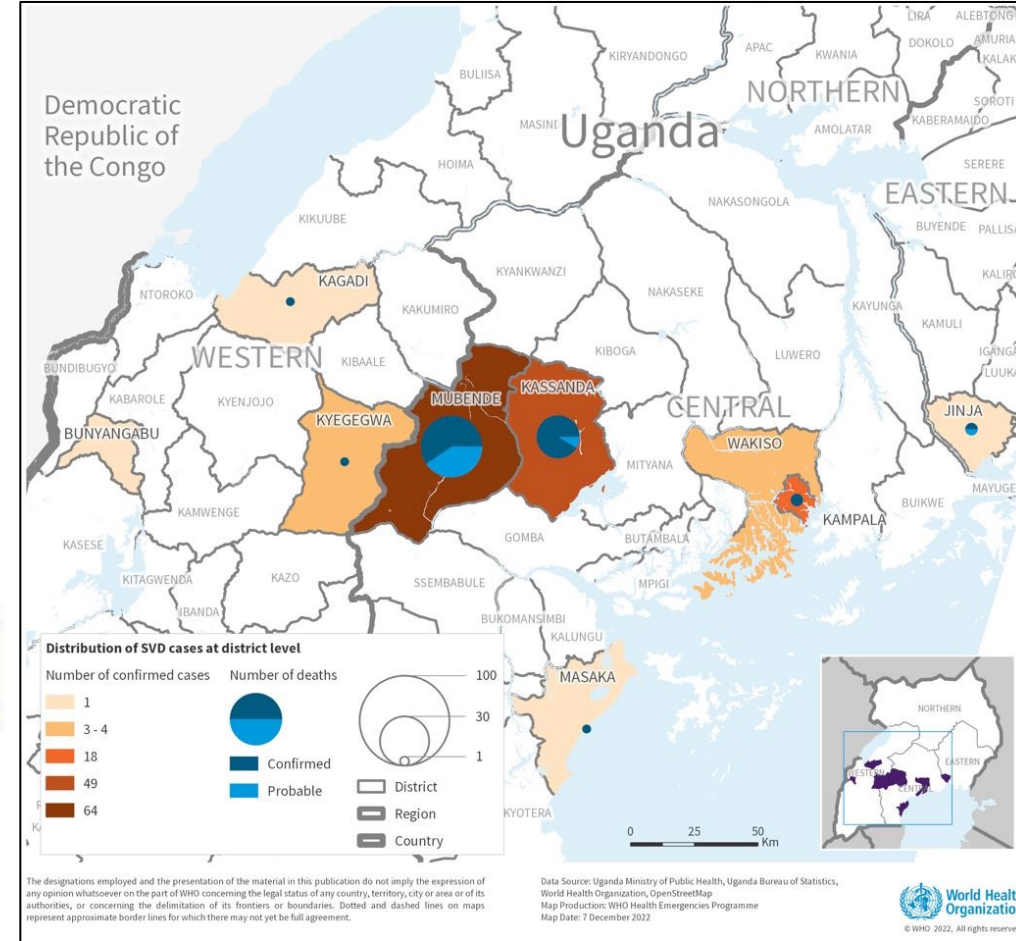 LIRA
ALEBTONG
APAC
KWANIA
DOKOLO
AMURIA
KIRYANDONGO
KALAK
BULIISA
NORTHERN
Democratic
Republic of
the Congo
SOROTI
MASINDI
Uganda
AMOLATAR
KABERAMAIDO
HOIMA
SERERE
EASTERN
NAKASONGOLA
KIKUUBE
BUYENDE
PALLISA
KYANKWANZI
KALIRO
KAGADI
NTOROKO
NAKASEKE
KAYUNGA
KAKUMIRO
KAMULI
KIBOGA
LUWERO
WESTERN
KIBAALE
IGANGA
BUNDIBUGYO
LUUKA
KASSANDA
KABAROLE
KYENJOJO
MUBENDE
CENTRAL
JINJA
KYEGEGWA
BUNYANGABU
WAKISO
MITYANA
MAYUGE
BUIKWE
KAMWENGE
KAMPALA
GOMBA
BUTAMBALA
KASESE
KITAGWENDA
KAZO
SSEMBABULE
MPIGI
IBANDA
BUKOMANSIMBI
KALUNGU
MASAKA
KYOTERA
Distribution of SVD cases at district level
Number of confirmed cases
1
3 - 4
18
49
64
Number of deaths
Confirmed
Probable
100
30
1
District
Region
Country
0 25 50
Km
NORTHERN
WESTERN
EASTERN
CENTRAL
The designations employed and the presentation of the material in this publication do not imply the expression of
any opinion whatsoever on the part of WHO concerning the legal status of any country, territory, city or area or of its
authorities, or concerning the delimitation of its frontiers or boundaries. Dotted and dashed lines on maps
represent approximate border lines for which there may not yet be full agreement.
Data Source: Uganda Ministry of Public Health, Uganda Bureau of Statistics,
World Health Organization, OpenStreetMap
Map Production: WHO Health Emergencies Programme
Map Date: 7 December 2022
World Healt
Organizatio
© WHO 2022, All rights reserve